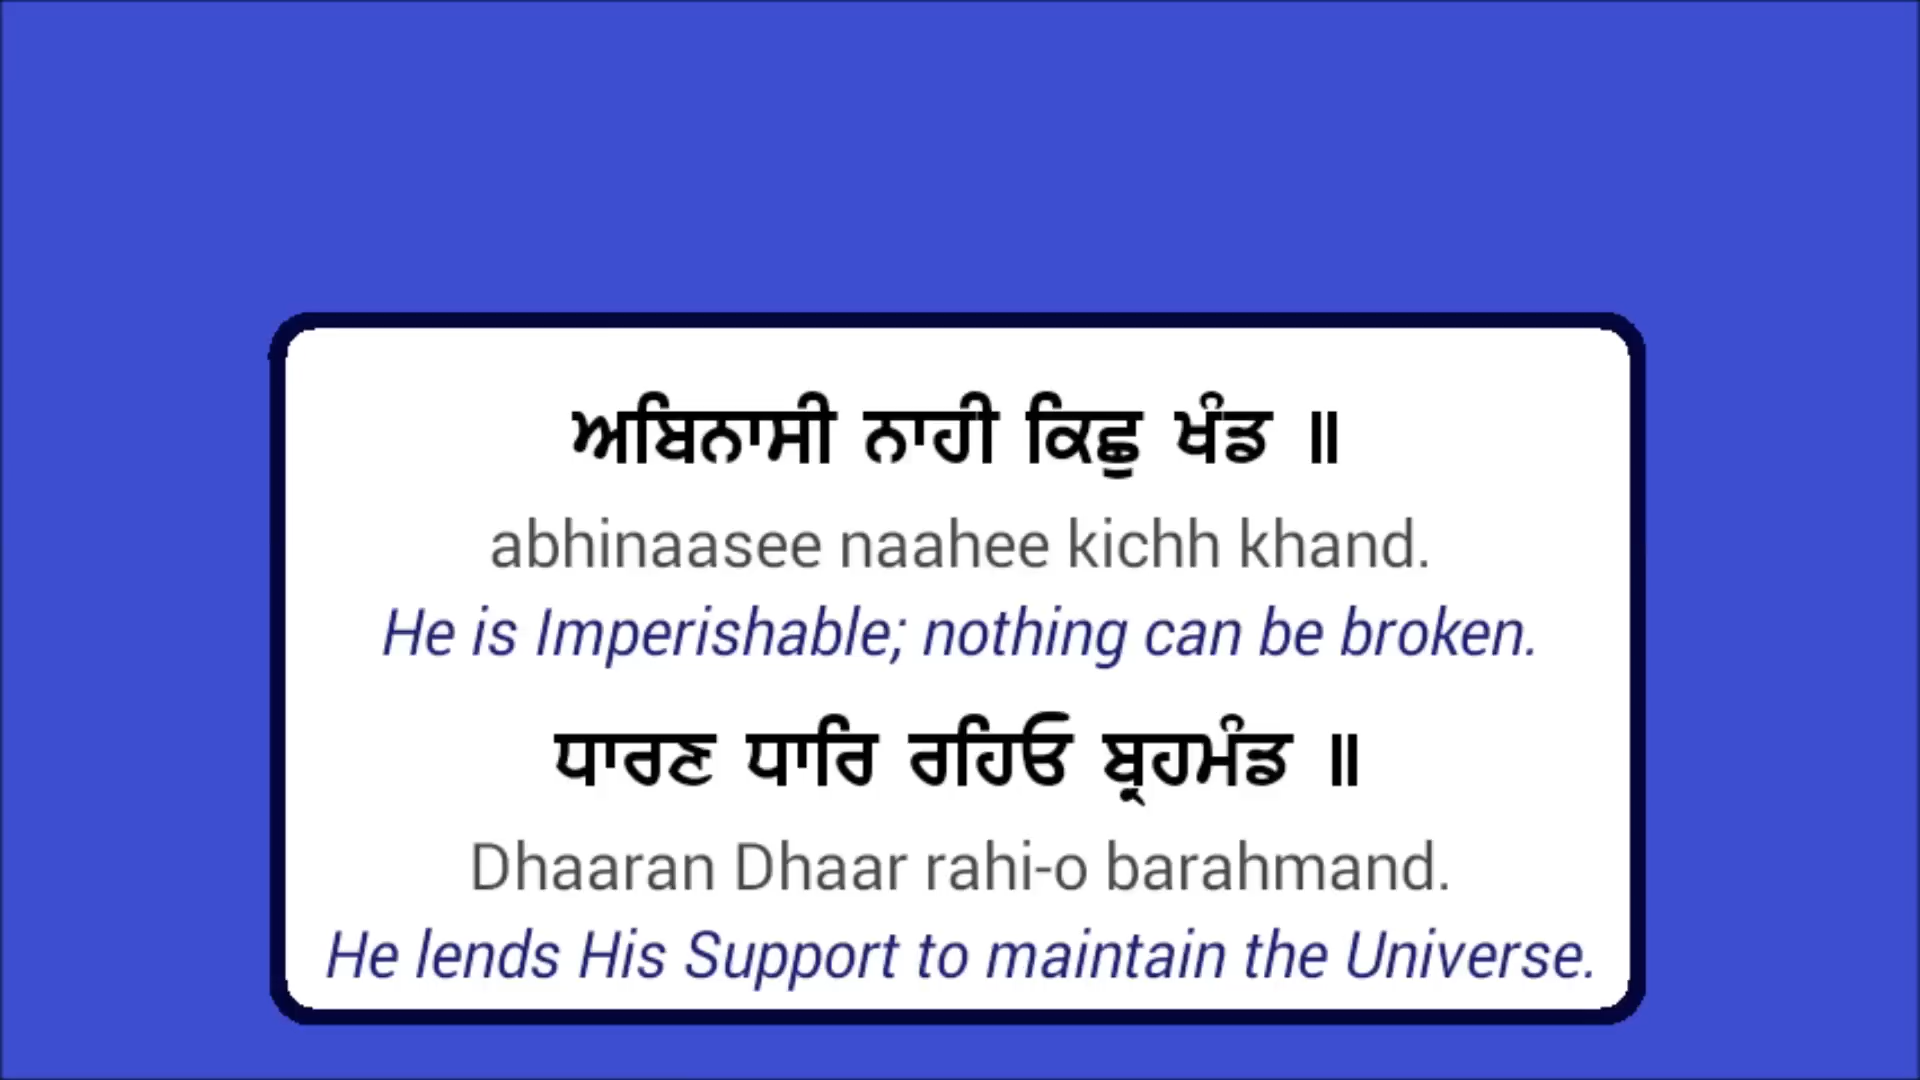 ਅਬਿਨਾਸੀ ਨਾਹੀ ਕਿਛੁ ਖੰਡ ॥
abhinaasee naahee kichh khand.
He is Imperishable; nothing can be broken.
ਧਾਰਣ ਧਾਰਿ ਰਹਿਓ ਬ੍ਰਹਮੰਡ ॥
Dhaaran Dhaar rahi-o barahmand.
He lends His Support to maintain the Universe.